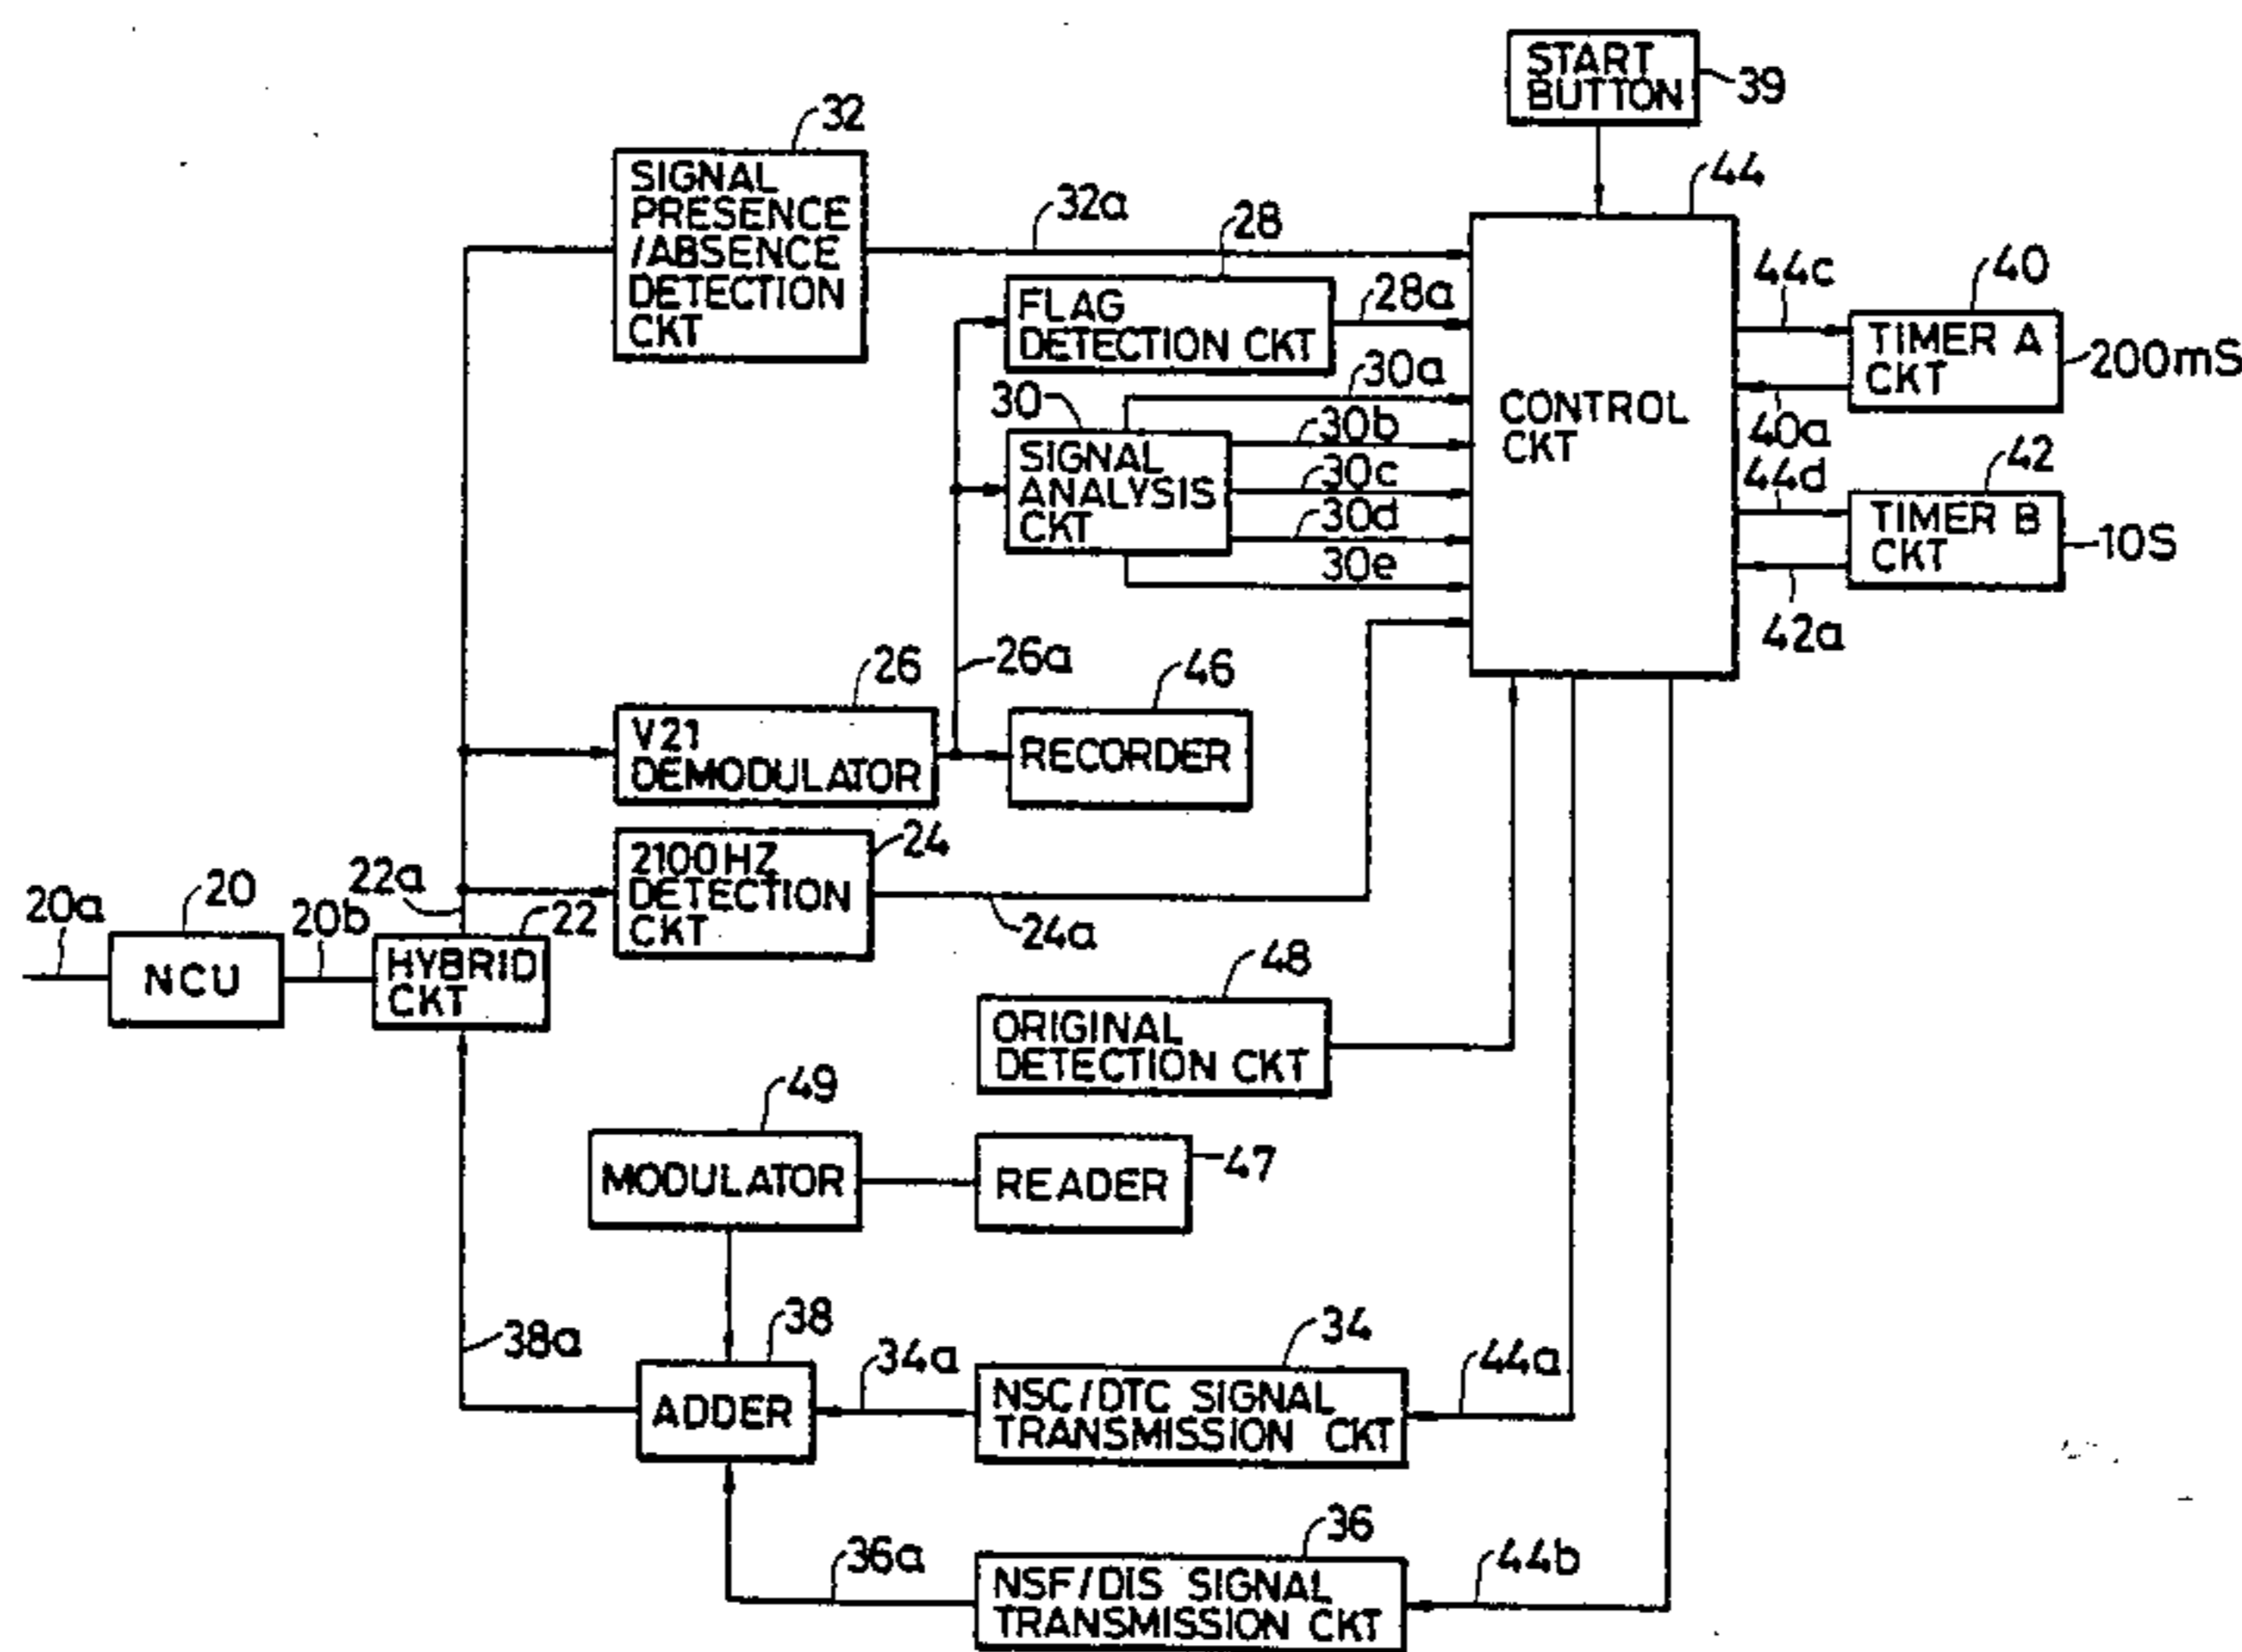 START
BUTTON
39
32
SIGNAL
PRESENCE
/ABSENCE
DETECTION
CKT
32a
28
FLAG
DETECTION CKT
28a
44
CONTROL
CKT
44c
40
TIMER A
CKT
200mS
40a
44d
42
TIMER B
CKT
10S
42a
30
SIGNAL
ANALYSIS
CKT
30a
30b
30c
30d
30e
26
26a
V21
DEMODULATOR
46
RECORDER
24
2100HZ
DETECTION
CKT
24a
20a
20
NCU
20b
22a
22
HYBRID
CKT
48
ORIGINAL
DETECTION CKT
49
MODULATOR
47
READER
38a
38
ADDER
34a
34
NSC/DTC SIGNAL
TRANSMISSION CKT
44a
36a
36
NSF/DIS SIGNAL
TRANSMISSION CKT
44b